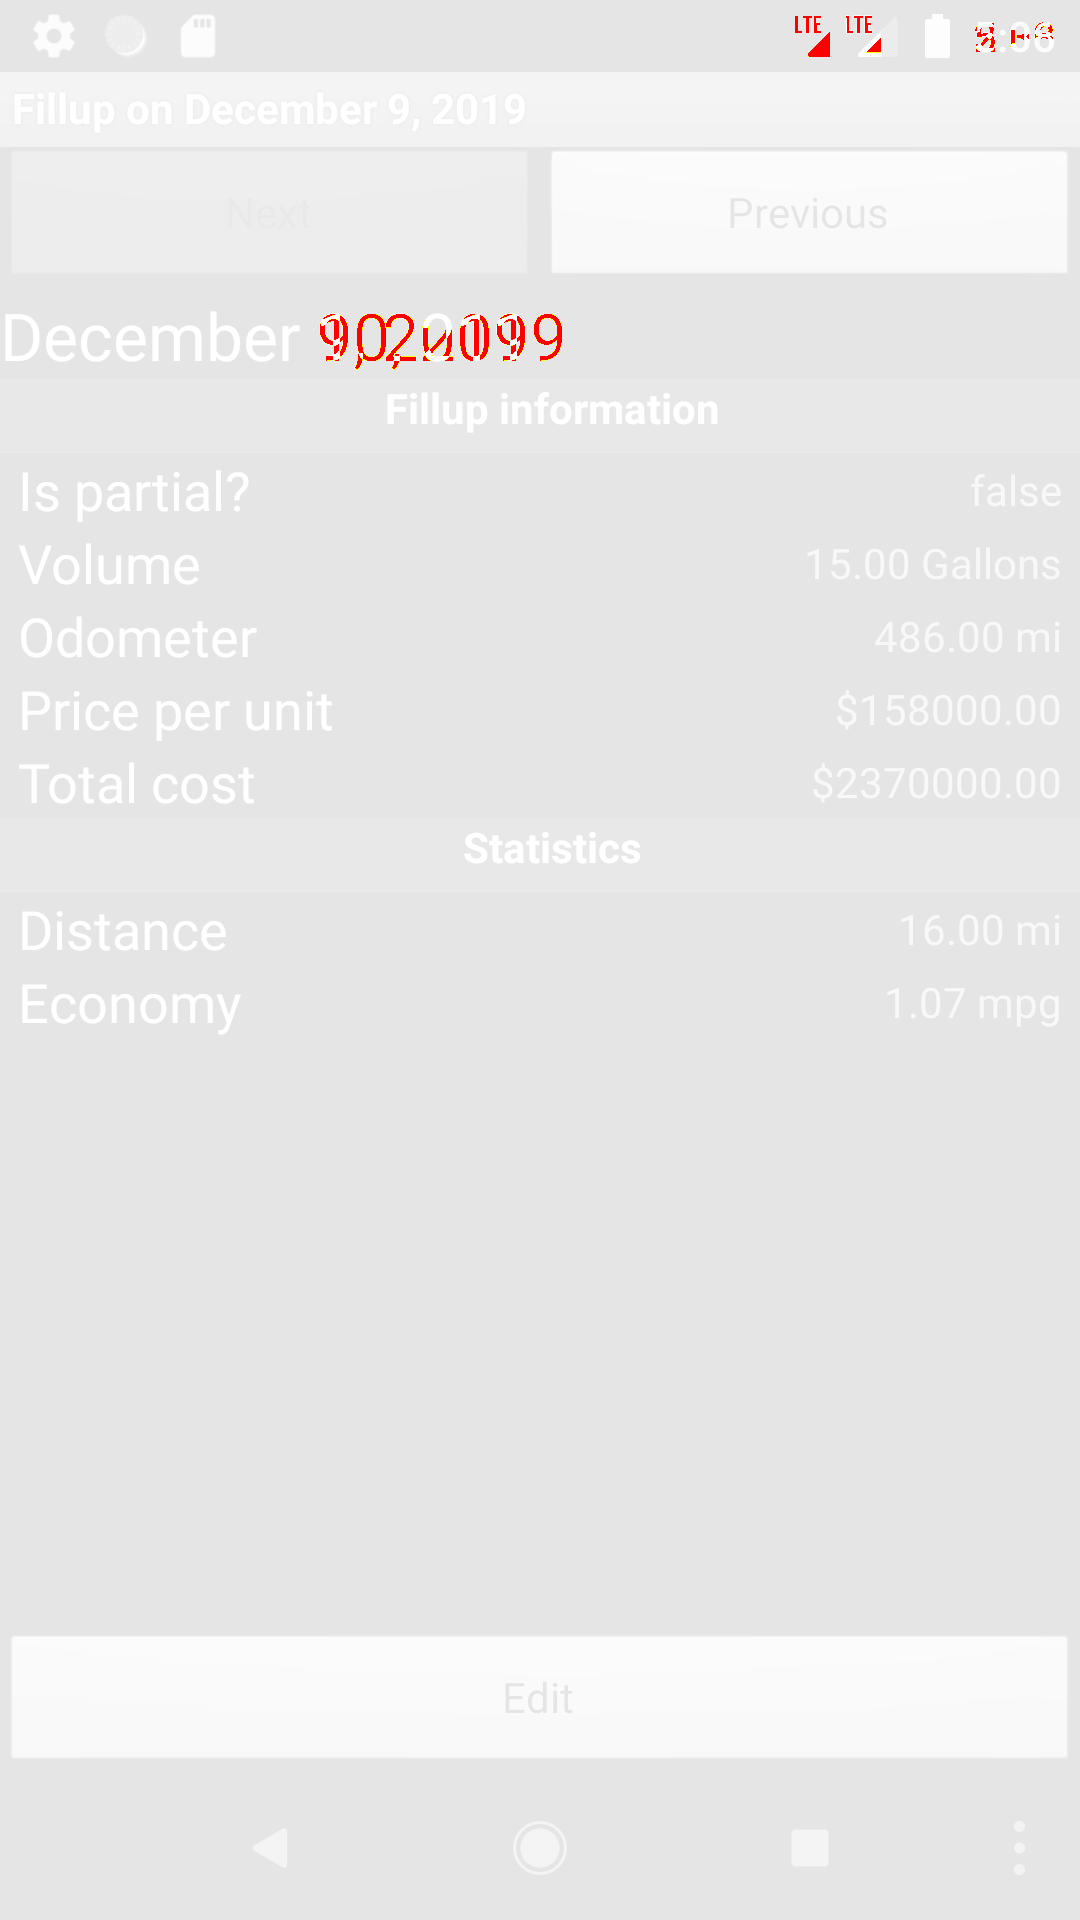 LTE LTE
Fillup on December 9, 2019
Next Previous
December
Fillup information
Is partial? false
Volume 15.00 Gallons
Odometer 486.00 mi
Price per unit $158000.00
Total cost $2370000.00
Statistics
Distance 16.00 mi
Economy 1.07 mpg
Edit